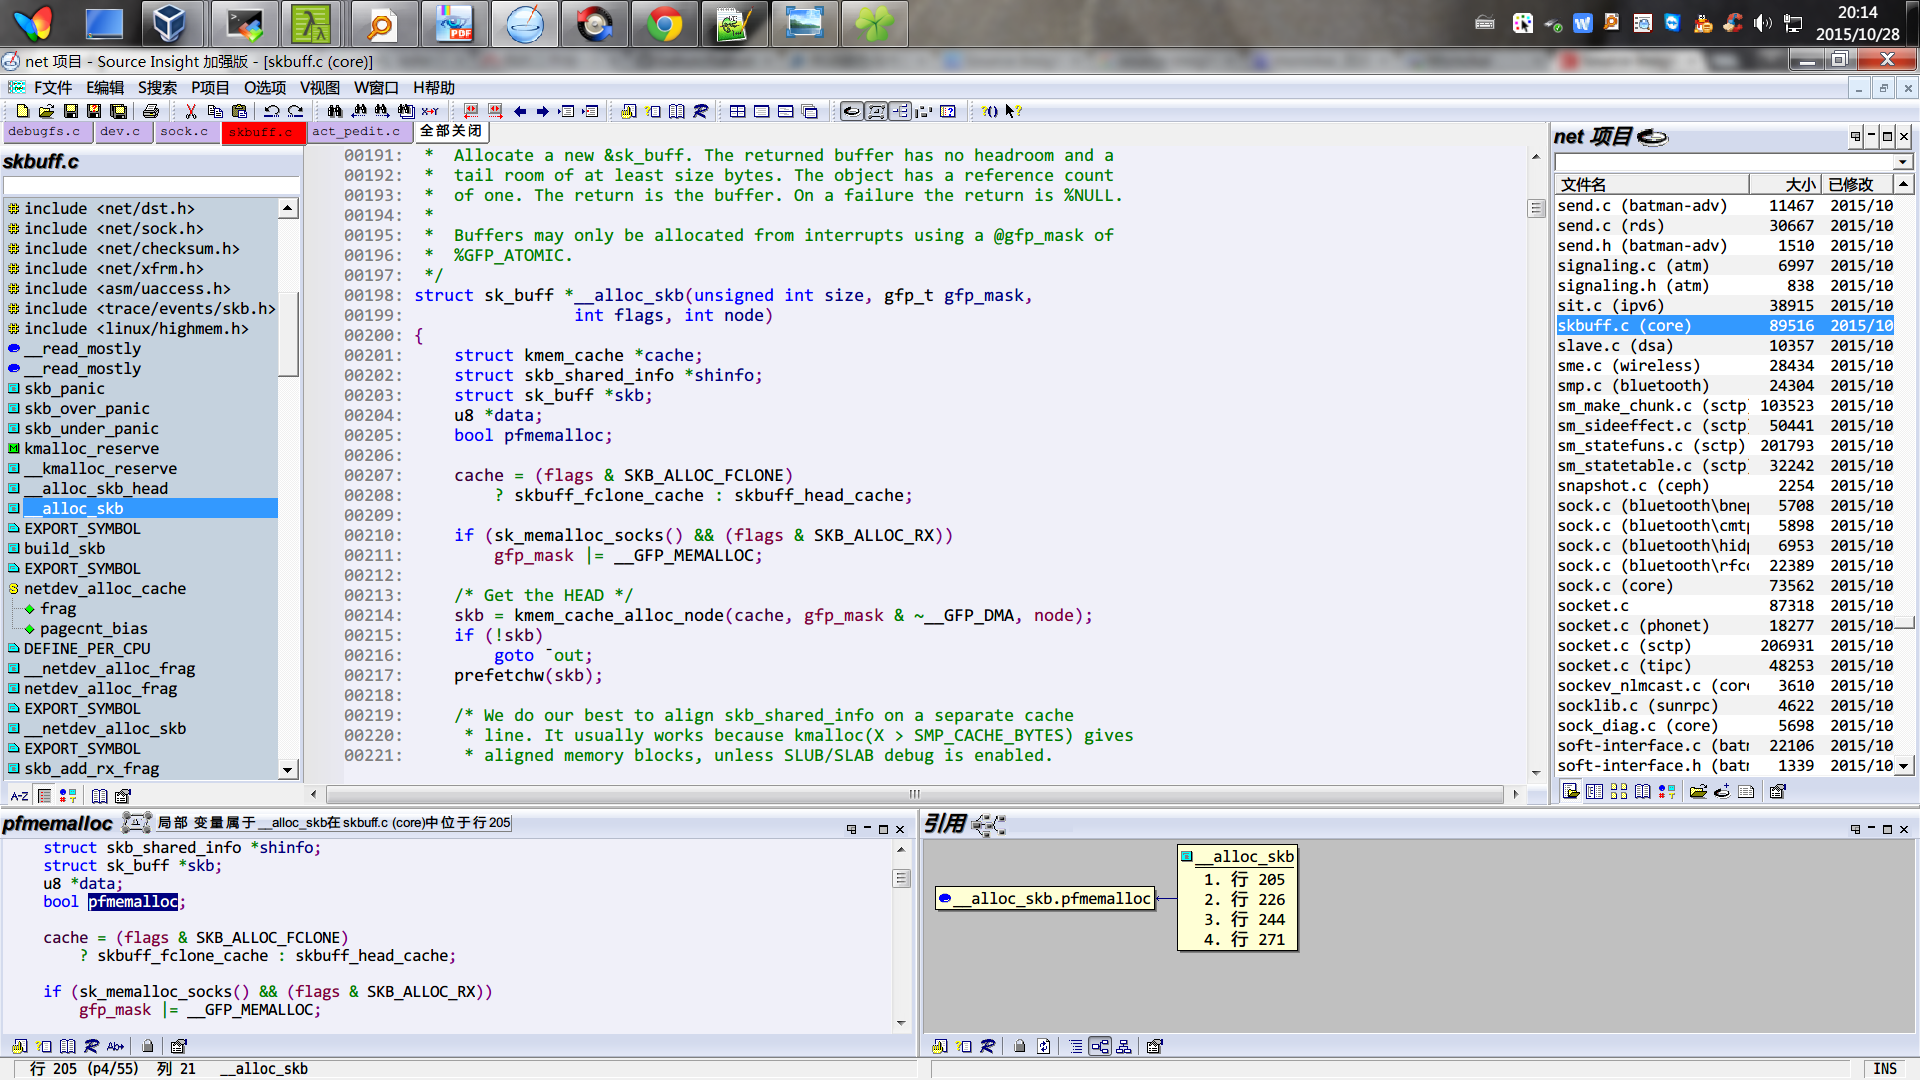 20:14
2015/10/28
net 项目 - Source Insight 加强版 - [skbuff.c (core)]
F文件 E编辑 S搜索 P项目 O选项 V视图 W窗口 H帮助
debugfs.c dev.c sock.c skbuff.c act_pedit.c 全部关闭
skbuff.c
include <net/dst.h>
include <net/sock.h>
include <net/checksum.h>
include <net/xfrm.h>
include <asm/uaccess.h>
include <trace/events/skb.h>
include <linux/highmem.h>
__read_mostly
__read_mostly
skb_panic
skb_over_panic
skb_under_panic
kmalloc_reserve
__kmalloc_reserve
__alloc_skb_head
__alloc_skb
EXPORT_SYMBOL
build_skb
EXPORT_SYMBOL
netdev_alloc_cache
frag
pagecnt_bias
DEFINE_PER_CPU
__netdev_alloc_frag
netdev_alloc_frag
EXPORT_SYMBOL
__netdev_alloc_skb
EXPORT_SYMBOL
skb_add_rx_frag
A-Z
00191: * Allocate a new &sk_buff. The returned buffer has no headroom and a
00192: * tail room of at least size bytes. The object has a reference count
00193: * of one. The return is the buffer. On a failure the return is %NULL.
00194: *
00195: * Buffers may only be allocated from interrupts using a @gfp_mask of
00196: * %GFP_ATOMIC.
00197: */
00198: struct sk_buff *__alloc_skb(unsigned int size, gfp_t gfp_mask,
00199: int flags, int node)
00200: {
00201: struct kmem_cache *cache;
00202: struct skb_shared_info *shinfo;
00203: struct sk_buff *skb;
00204: u8 *data;
00205: bool pfmemalloc;
00206:
00207: cache = (flags & SKB_ALLOC_FCLONE)
00208: ? skbuff_fclone_cache : skbuff_head_cache;
00209:
00210: if (sk_memalloc_socks() && (flags & SKB_ALLOC_RX))
00211: gfp_mask |= __GFP_MEMALLOC;
00212:
00213: /* Get the HEAD */
00214: skb = kmem_cache_alloc_node(cache, gfp_mask & ~__GFP_DMA, node);
00215: if (!skb)
00216: goto out;
00217: prefetchw(skb);
00218:
00219: /* We do our best to align skb_shared_info on a separate cache
00220: * line. It usually works because kmalloc(X > SMP_CACHE_BYTES) gives
00221: * aligned memory blocks, unless SLUB/SLAB debug is enabled.
net 项目
文件名 大小 已修改
send.c (batman-adv) 11467 2015/10
send.c (rds) 30667 2015/10
send.h (batman-adv) 1510 2015/10
signaling.c (atm) 6997 2015/10
signaling.h (atm) 838 2015/10
sit.c (ipv6) 38915 2015/10
skbuff.c (core) 89516 2015/10
slave.c (dsa) 10357 2015/10
sme.c (wireless) 28434 2015/10
smp.c (bluetooth) 24304 2015/10
sm_make_chunk.c (sctp) 103523 2015/10
sm_sideeffect.c (sctp 50441 2015/10
sm_statefuns.c (sctp) 201793 2015/10
sm_statetable.c (sctp 32242 2015/10
snapshot.c (ceph) 2254 2015/10
sock.c (bluetooth\bnep 5708 2015/10
sock.c (bluetooth\cmtp 5898 2015/10
sock.c (bluetooth\hidp 6953 2015/10
sock.c (bluetooth\rfco 22389 2015/10
sock.c (core) 73562 2015/10
socket.c 87318 2015/10
socket.c (phonet) 18277 2015/10
socket.c (sctp) 206931 2015/10
socket.c (tipc) 48253 2015/10
sockev_nlmcast.c (core 3610 2015/10
socklib.c (sunrpc) 4622 2015/10
sock_diag.c (core) 5698 2015/10
soft-interface.c (batm 22106 2015/10
soft-interface.h (batm 1339 2015/10
pfmemalloc 局部 变量属于 __alloc_skb在 skbuff.c (core)中位于行 205
struct skb_shared_info *shinfo;
struct sk_buff *skb;
u8 *data;
bool pfmemalloc;
cache = (flags & SKB_ALLOC_FCLONE)
? skbuff_fclone_cache : skbuff_head_cache;
if (sk_memalloc_socks() && (flags & SKB_ALLOC_RX))
gfp_mask |= __GFP_MEMALLOC;
引用
__alloc_skb.pfmemalloc
__alloc_skb
1. 行 205
2. 行 226
3. 行 244
4. 行 271
行 205 (p4/55) 列 21 __alloc_skb
INS